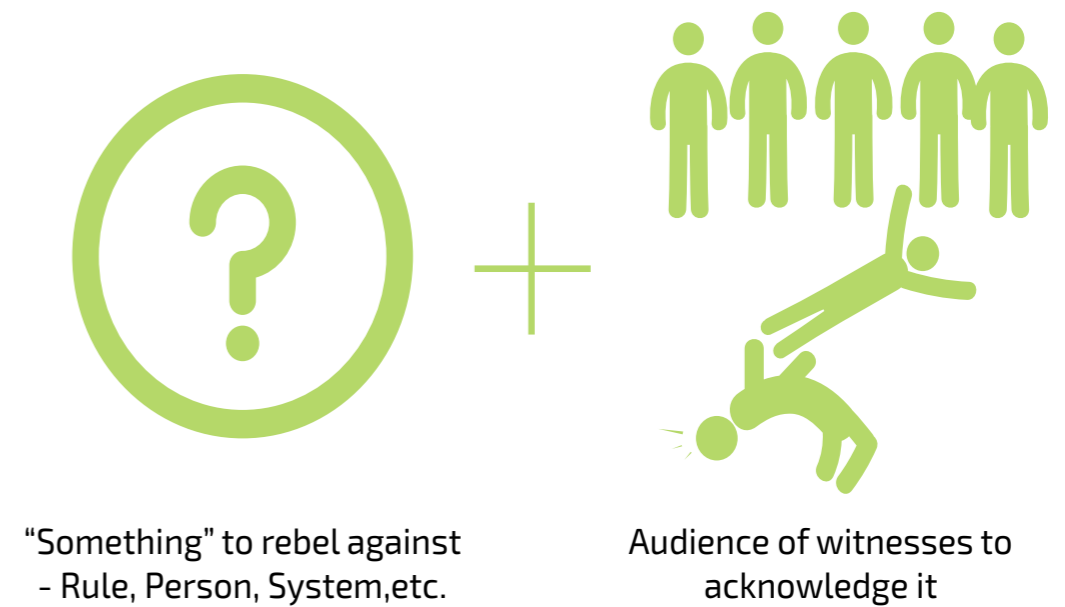 ?
“Something” to rebel against
- Rule, Person, System,etc.
Audience of witnesses to
acknowledge it